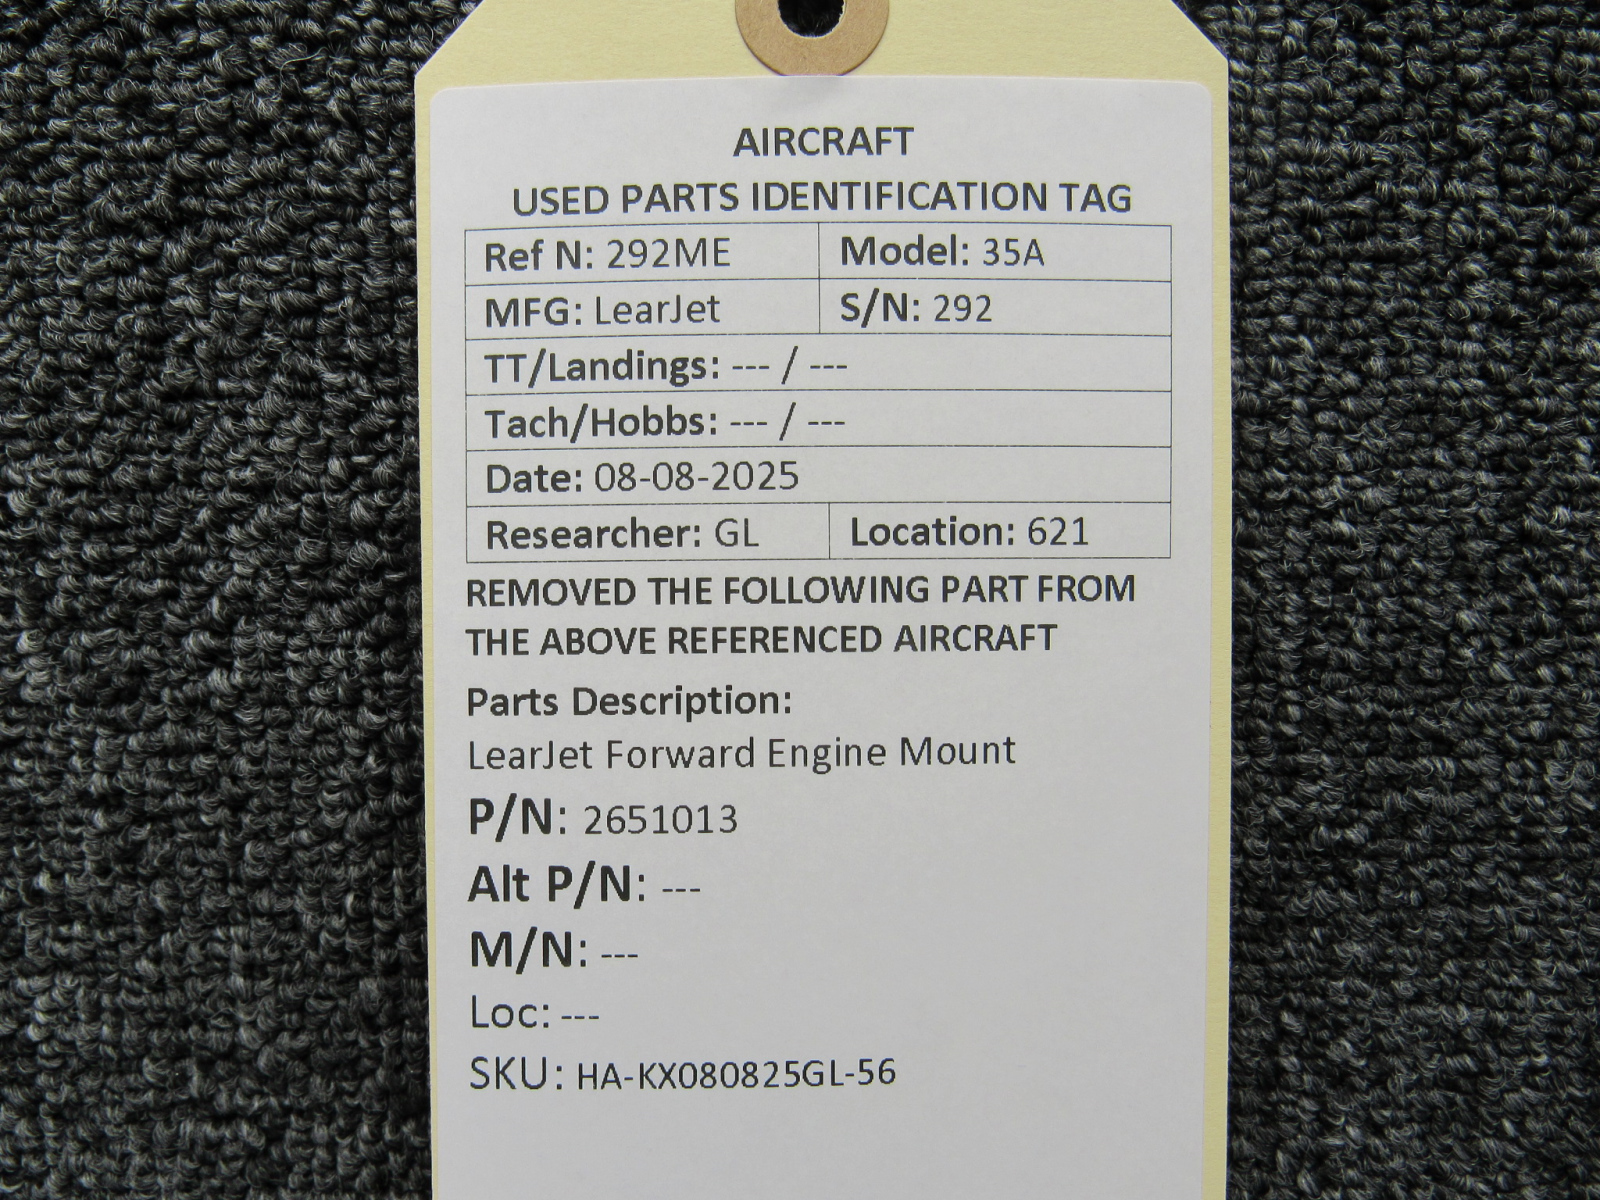 AIRCRAFT
USED PARTS IDENTIFICATION TAG
Ref N: 292ME Model: 35A
MFG: LearJet S/N: 292
TT/Landings: --- / ---
Tach/Hobbs: --- / ---
Date: 08-08-2025
Researcher: GL Location: 621
REMOVED THE FOLLOWING PART FROM
THE ABOVE REFERENCED AIRCRAFT
Parts Description:
LearJet Forward Engine Mount
P/N: 2651013
Alt P/N: ---
M/N: ---
Loc: ---
SKU: HA-KX080825GL-56